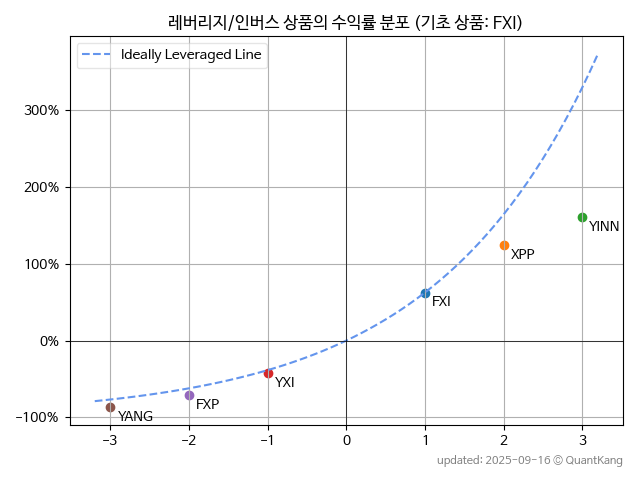 레버리지/인버스 상품의 수익률 분포 (기초 상품: FXI)
Ideally Leveraged Line
300%
200%
100%
0%
−100%
YINN
XPP
FXI
YXI
FXP
YANG
−3
−2
−1
0
1
2
3
updated: 2025-09-16 © QuantKang